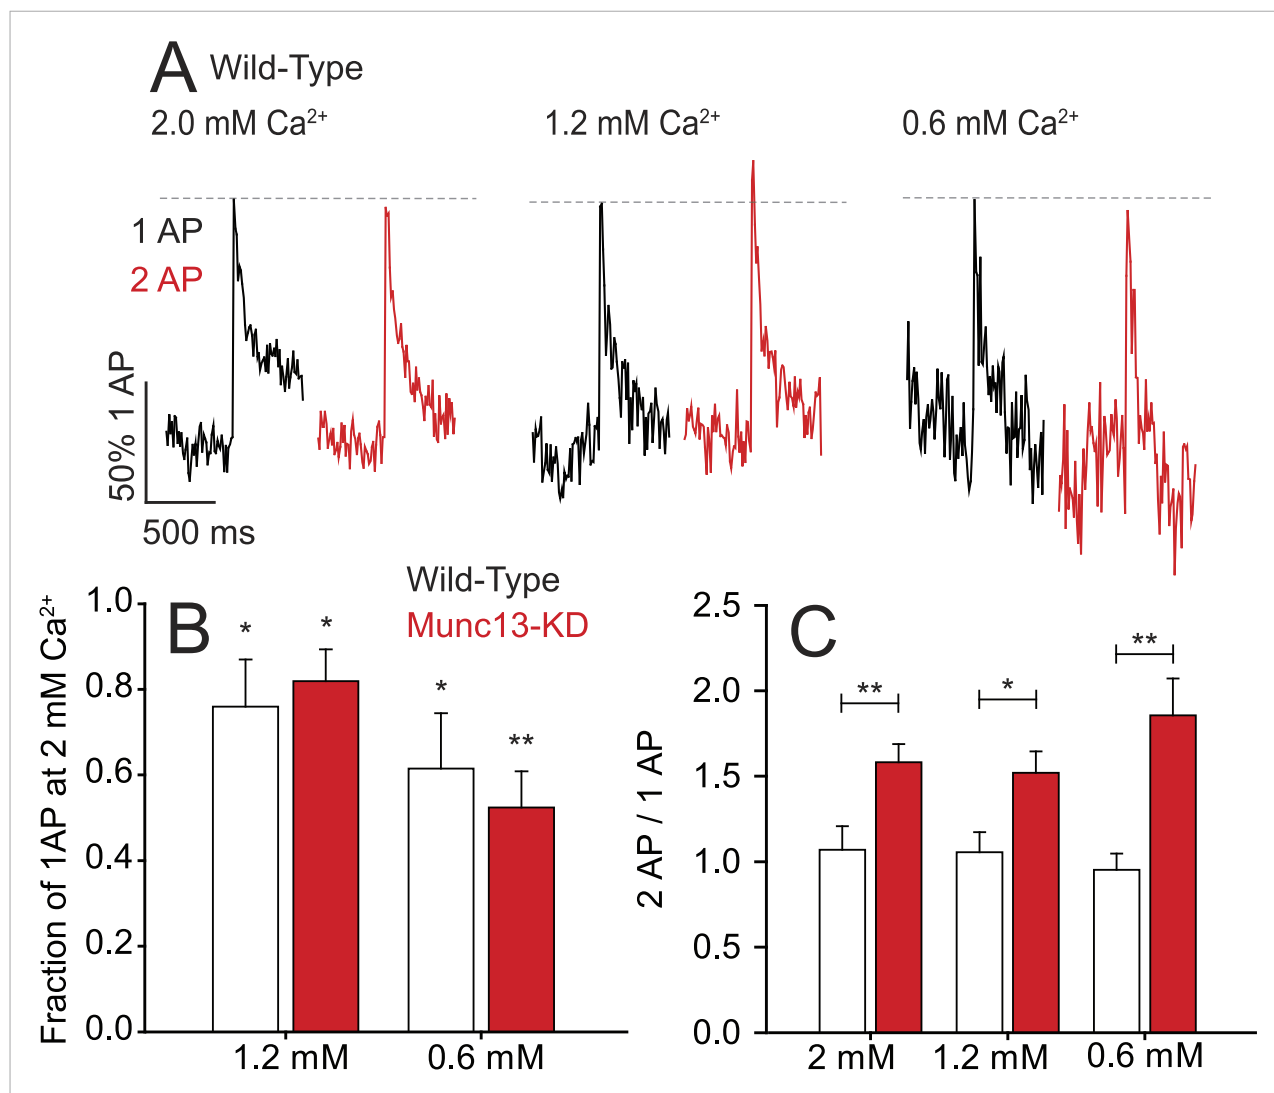 A Wild-Type
2.0 mM Ca²⁺ 1.2 mM Ca²⁺ 0.6 mM Ca²⁺
1 AP
2 AP
50% 1 AP
500 ms
B
Wild-Type
Munc13-KD
Fraction of 1AP at 2 mM Ca²⁺
1.0
0.8
0.6
0.4
0.2
0.0
* * * **
1.2 mM 0.6 mM
C
2 AP / 1 AP
2.5
2.0
1.5
1.0
0.5
0.0
** * **
2 mM 1.2 mM 0.6 mM